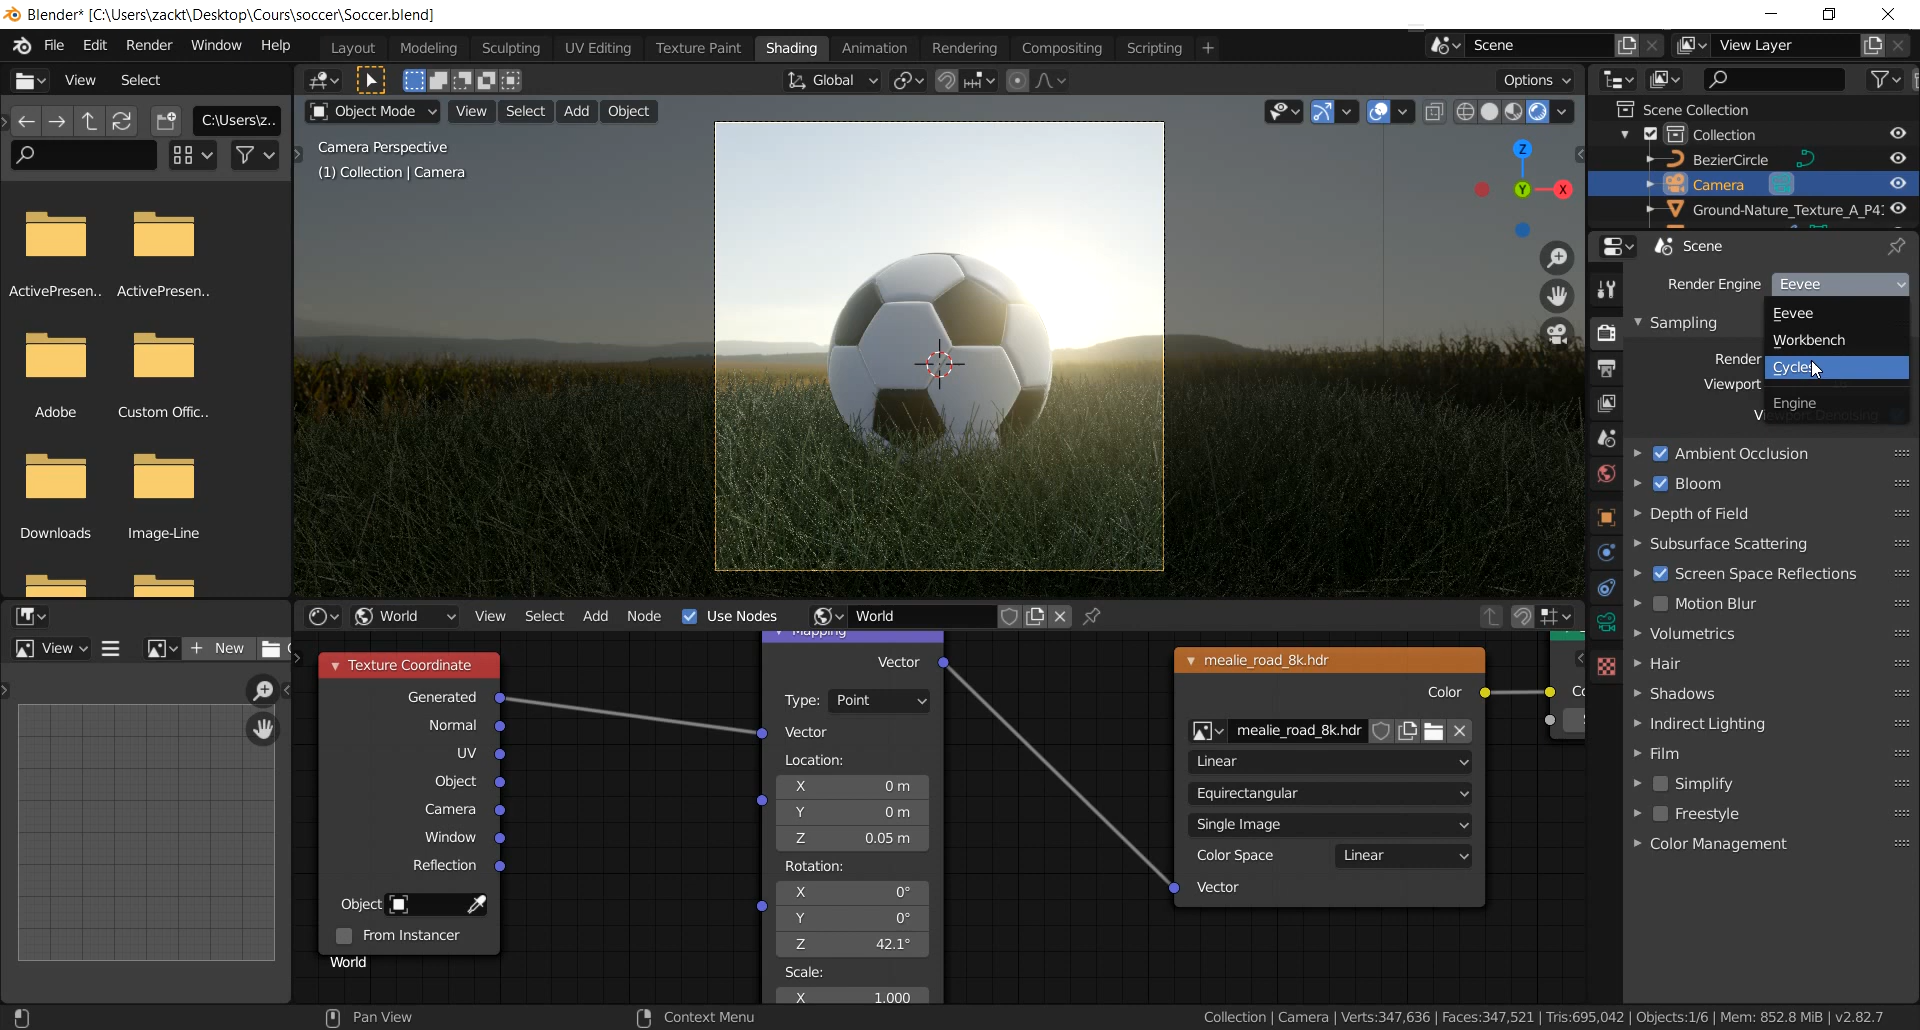 Blender* [C:\Users\zackt\Desktop\Cours\soccer\Soccer.blend]
File Edit Render Window Help Layout Modeling Sculpting UV Editing Texture Paint Shading Animation Rendering Compositing Scripting + Scene View Layer
View Select Global Options
Object Mode View Select Add Object
C:\Users\z..
Camera Perspective
(1) Collection | Camera
Z
Y
X
ActivePresen..
ActivePresen..
Adobe
Custom Offic..
Downloads
Image-Line
Scene Collection
Collection
BezierCircle
Camera
Ground-Nature_Texture_A_P4
Scene
Render Engine Eevee
Eevee
Workbench
Cycles
Engine
Sampling
Render
Viewport
Viewport Denoising
Ambient Occlusion
Bloom
Depth of Field
Subsurface Scattering
Screen Space Reflections
Motion Blur
Volumetrics
Hair
Shadows
Indirect Lighting
Film
Simplify
Freestyle
Color Management
View + New
World View Select Add Node Use Nodes World
Texture Coordinate
Generated
Normal
UV
Object
Camera
Window
Reflection
Object
From Instancer
World
Mapping
Vector
Type: Point
Vector
Location:
X 0 m
Y 0 m
Z 0.05 m
Rotation:
X 0°
Y 0°
Z 42.1°
Scale:
X 1.000
mealie_road_8k.hdr
Color
mealie_road_8k.hdr
Linear
Equirectangular
Single Image
Color Space Linear
Vector
Pan View
Context Menu
Collection | Camera | Verts:347,636 | Faces:347,521 | Tris:695,042 | Objects:1/6 | Mem: 852.8 MiB | v2.82.7